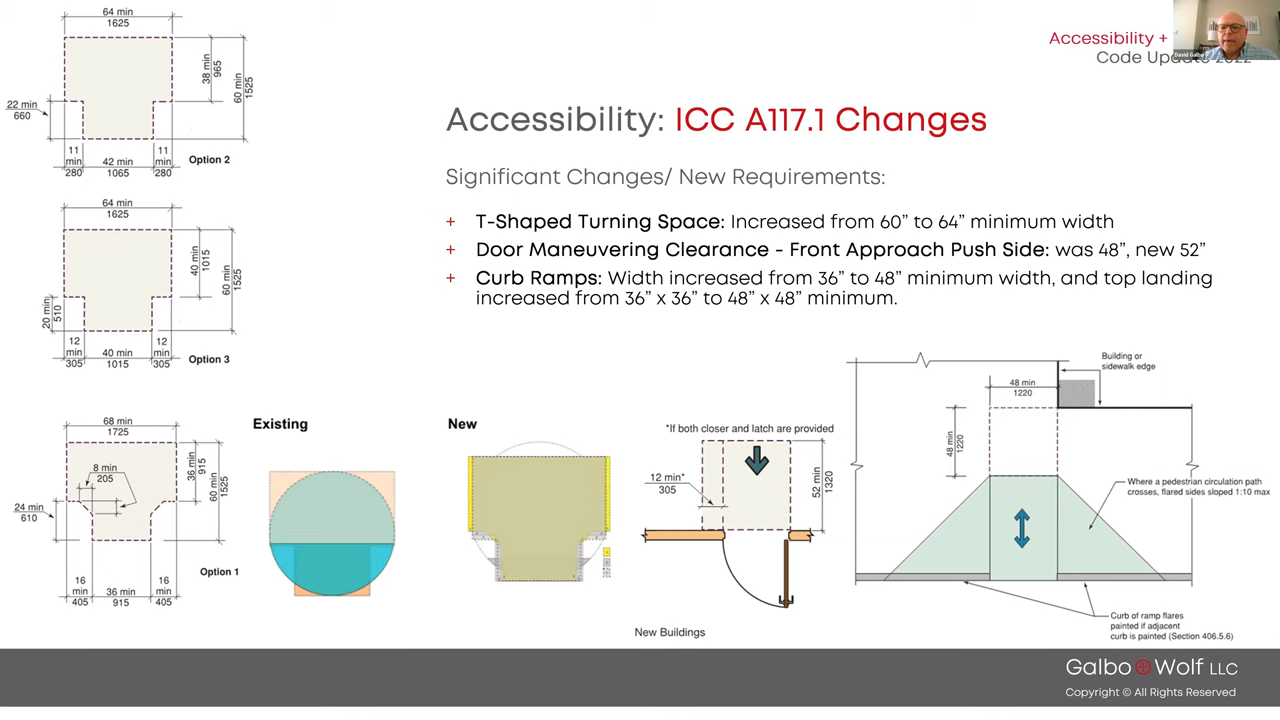 Accessibility +
Code Update 2022
David Galbo
Accessibility: ICC A117.1 Changes
Significant Changes/ New Requirements:
+ T-Shaped Turning Space: Increased from 60” to 64” minimum width
+ Door Maneuvering Clearance - Front Approach Push Side: was 48”, new 52”
+ Curb Ramps: Width increased from 36” to 48” minimum width, and top landing
increased from 36” x 36” to 48” x 48” minimum.
64 min
1625
38 min
965
60 min
1525
22 min
660
11
min
280
42 min
1065
11
min
280
Option 2
64 min
1625
40 min
1015
60 min
1525
20 min
510
12
min
305
40 min
1015
12
min
305
Option 3
68 min
1725
8 min
205
36 min
915
60 min
1525
24 min
610
16
min
405
36 min
915
16
min
405
Option 1
Existing
New
*If both closer and latch are provided
12 min*
305
52 min
1320
New Buildings
Building or
sidewalk edge
48 min
1220
48 min
1220
Where a pedestrian circulation path
crosses, flared sides sloped 1:10 max
Curb of ramp flares
painted if adjacent
curb is painted (Section 406.5.6)
Galbo + Wolf LLC
Copyright © All Rights Reserved